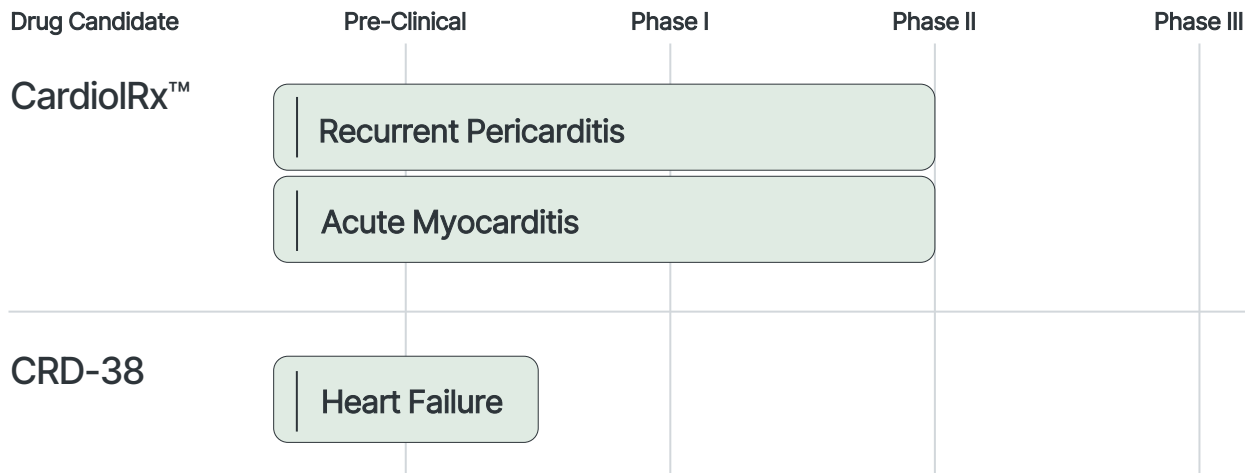 Drug Candidate Pre-Clinical Phase I Phase II Phase III
CardiolRx™
Recurrent Pericarditis
Acute Myocarditis
CRD-38
Heart Failure